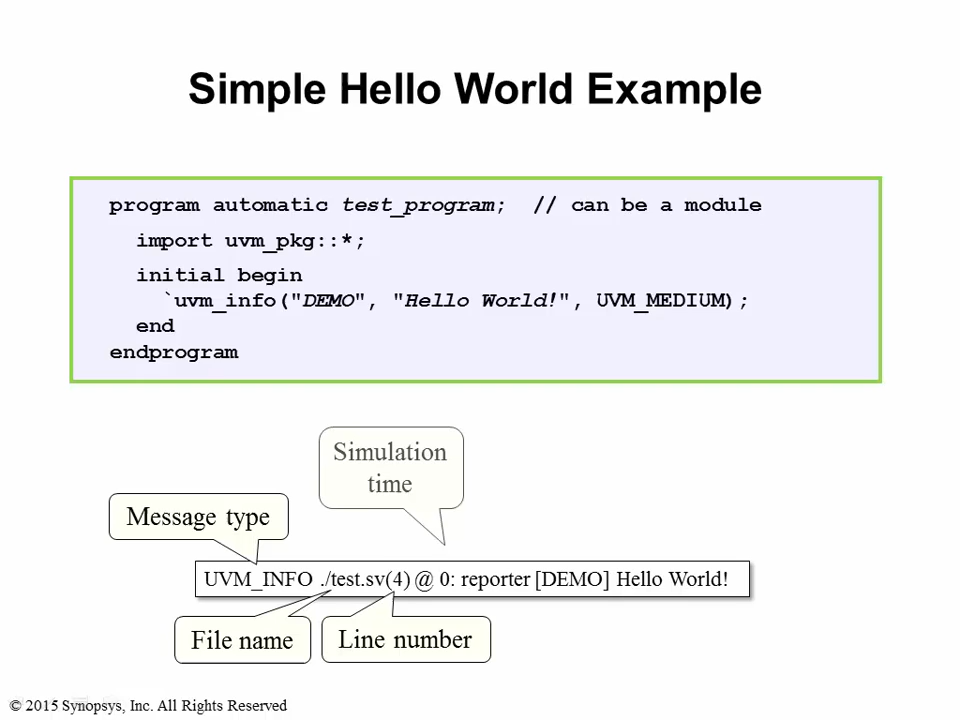 Simple Hello World Example
program automatic test_program;  // can be a module
import uvm_pkg::*;
initial begin
`uvm_info("DEMO", "Hello World!", UVM_MEDIUM);
end
endprogram
Simulation
time
Message type
UVM_INFO ./test.sv(4) @ 0: reporter [DEMO] Hello World!
File name
Line number
© 2015 Synopsys, Inc. All Rights Reserved